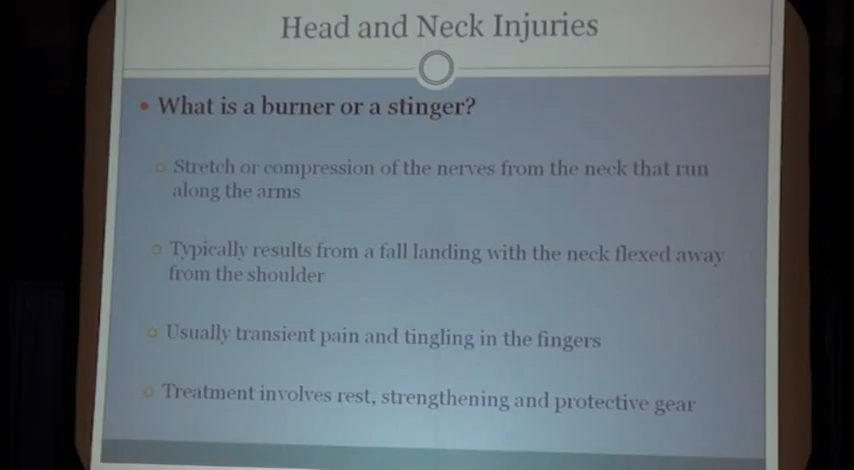 Head and Neck Injuries
• What is a burner or a stinger?
○ Stretch or compression of the nerves from the neck that run
along the arms
○ Typically results from a fall landing with the neck flexed away
from the shoulder
○ Usually transient pain and tingling in the fingers
○ Treatment involves rest, strengthening and protective gear